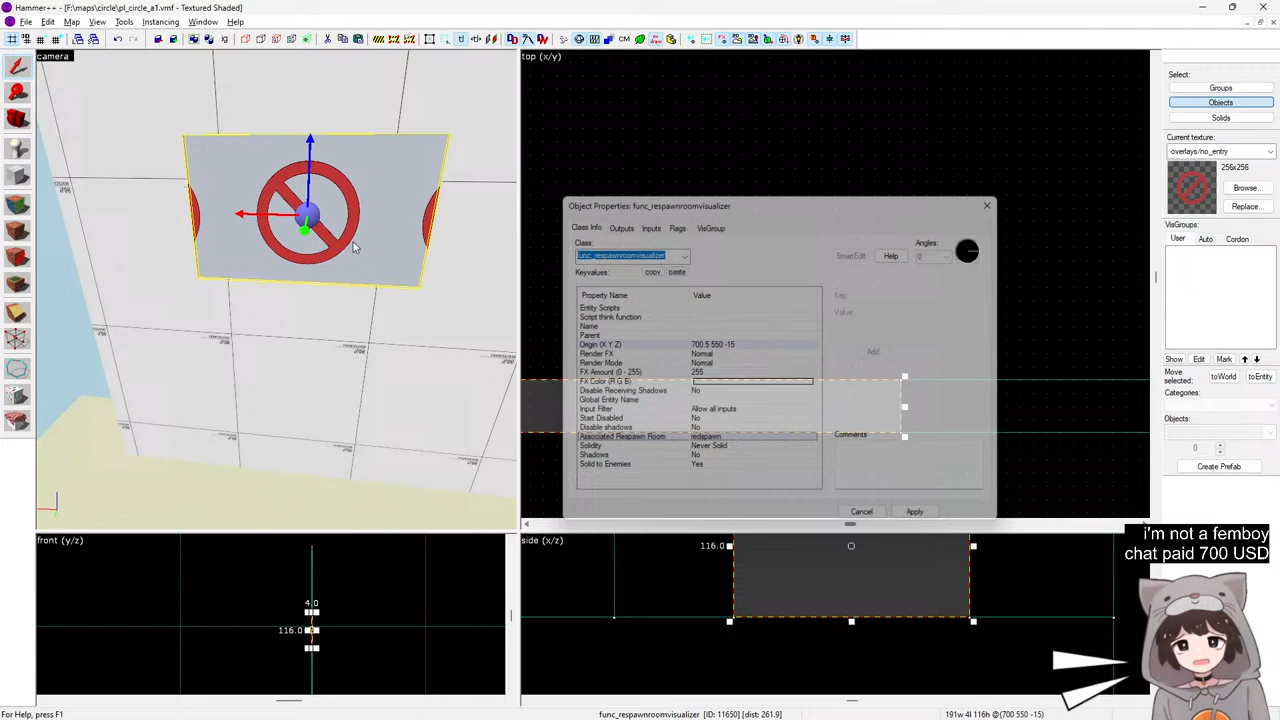 Hammer++ - [F:\maps\circle\pl_circle_a1.vmf - Textured Shaded]
File Edit Map View Tools Instancing Window Help
camera
top (x/y)
Select:
Groups
Objects
Solids
Current texture:
overlays/no_entry
256x256
Browse...
Replace...
VisGroups:
User Auto Cordon
Show Edit Mark
Move selected:
toWorld toEntity
Categories:
Objects:
0
Create Prefab
Object Properties: func_respawnroomvisualizer
Class Info Outputs Inputs Flags VisGroup
Class:
func_respawnroomvisualizer
SmartEdit Help
Angles:
0
Keyvalues:
copy paste
Property Name Value
Entity Scripts
Script think function
Name
Parent
Origin (X Y Z) 700.5 550 -15
Render FX Normal
Render Mode Normal
FX Amount (0 - 255) 255
FX Color (R G B)
Disable Receiving Shadows No
Global Entity Name
Input Filter Allow all inputs
Start Disabled No
Disable shadows No
Associated Respawn Room redspawn
Solidity Never Solid
Shadows No
Solid to Enemies Yes
Key:
Value:
Add
Comments
Cancel Apply
front (y/z)
4.0
116.0
side (x/z)
116.0
i'm not a femboy
chat paid 700 USD
For Help, press F1
func_respawnroomvisualizer [ID: 11650] [dist: 261.9]
191w 4l 116h @(700 550 -15)